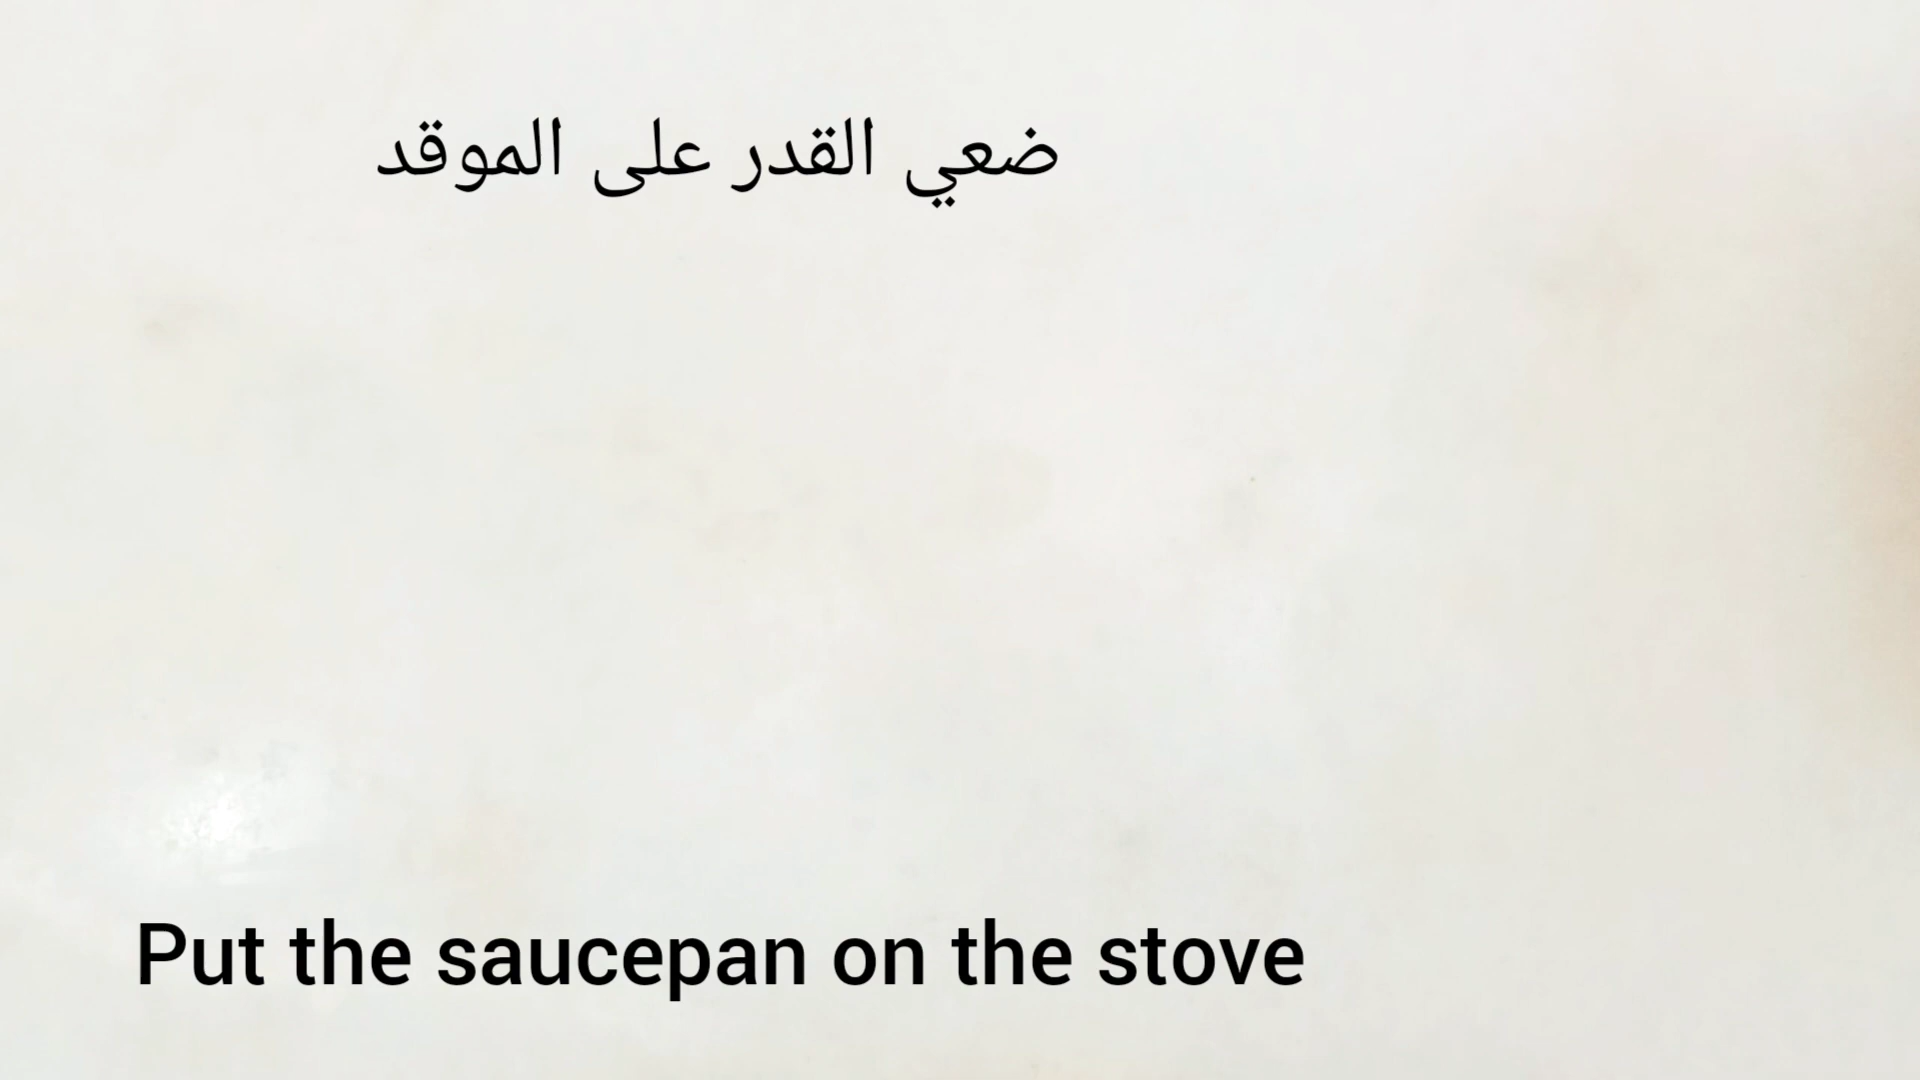 ضعي القدر على الموقد
Put the saucepan on the stove